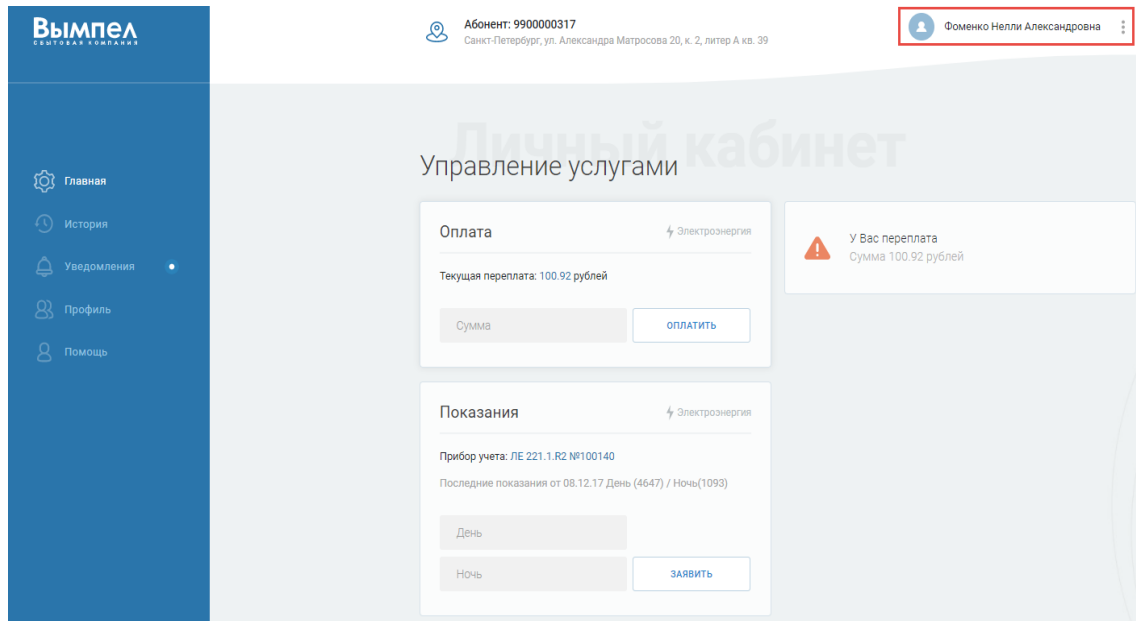 Вымпел
СБЫТОВАЯ КОМПАНИЯ
Абонент: 9900000317
Санкт-Петербург, ул. Александра Матросова 20, к. 2, литер А кв. 39
Фоменко Нелли Александровна
Главная
История
Уведомления
Профиль
Помощь
Личный кабинет
Управление услугами
Оплата
Электроэнергия
Текущая переплата: 100.92 рублей
Сумма
ОПЛАТИТЬ
У Вас переплата
Сумма 100.92 рублей
Показания
Электроэнергия
Прибор учета: ЛЕ 221.1.R2 №100140
Последние показания от 08.12.17 День (4647) / Ночь(1093)
День
Ночь
ЗАЯВИТЬ